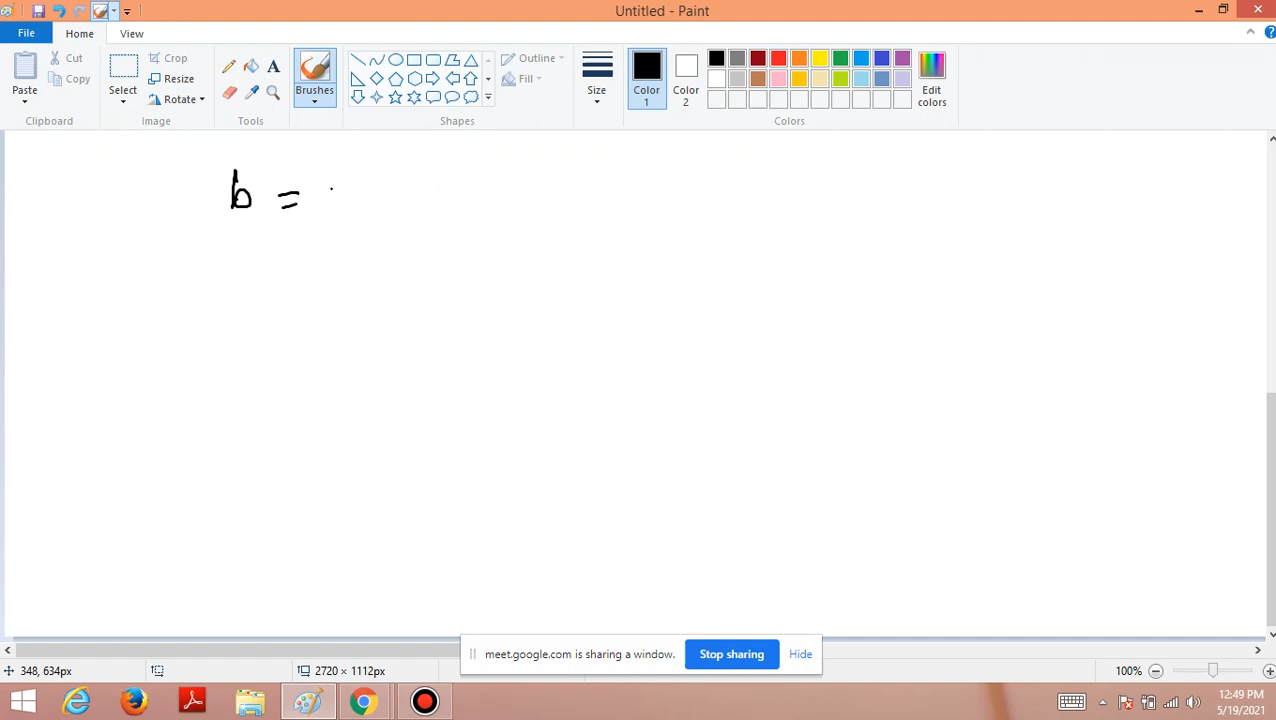 Untitled - Paint
File Home View
Paste
Cut
Copy
Clipboard
Select
Crop
Resize
Rotate
Image
Tools
Brushes
Shapes
Outline
Fill
Size
Color 1
Color 2
Edit colors
Colors
b =
meet.google.com is sharing a window. Stop sharing Hide
348, 634px
2720 × 1112px
100%
12:49 PM
5/19/2021